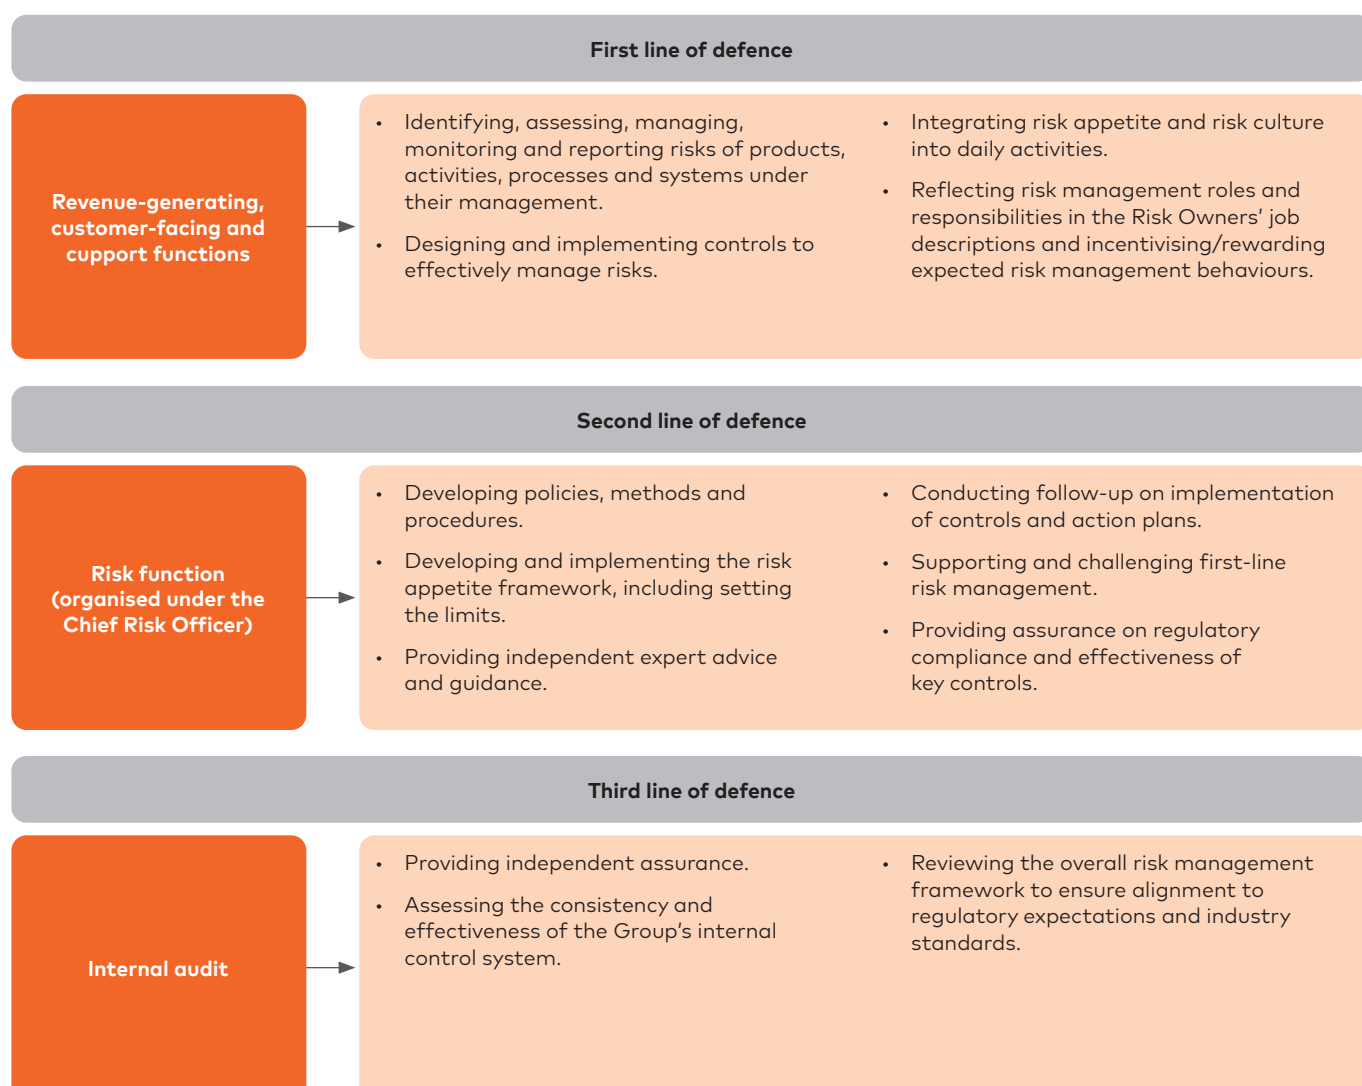 First line of defence
Revenue-generating,
customer-facing and
cupport functions
• Identifying, assessing, managing,
monitoring and reporting risks of products,
activities, processes and systems under
their management.
• Designing and implementing controls to
effectively manage risks.
• Integrating risk appetite and risk culture
into daily activities.
• Reflecting risk management roles and
responsibilities in the Risk Owners’ job
descriptions and incentivising/rewarding
expected risk management behaviours.
Second line of defence
Risk function
(organised under the
Chief Risk Officer)
• Developing policies, methods and
procedures.
• Developing and implementing the risk
appetite framework, including setting
the limits.
• Providing independent expert advice
and guidance.
• Conducting follow-up on implementation
of controls and action plans.
• Supporting and challenging first-line
risk management.
• Providing assurance on regulatory
compliance and effectiveness of
key controls.
Third line of defence
Internal audit
• Providing independent assurance.
• Assessing the consistency and
effectiveness of the Group’s internal
control system.
• Reviewing the overall risk management
framework to ensure alignment to
regulatory expectations and industry
standards.